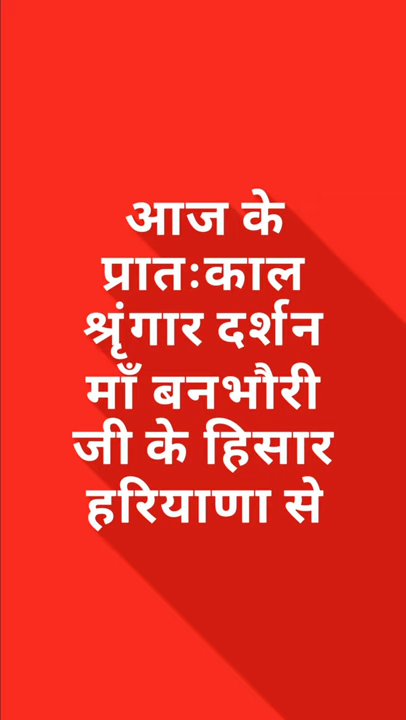 आज के
प्रातःकाल
श्रृंगार दर्शन
माँ बनभौरी
जी के हिसार
हरियाणा से